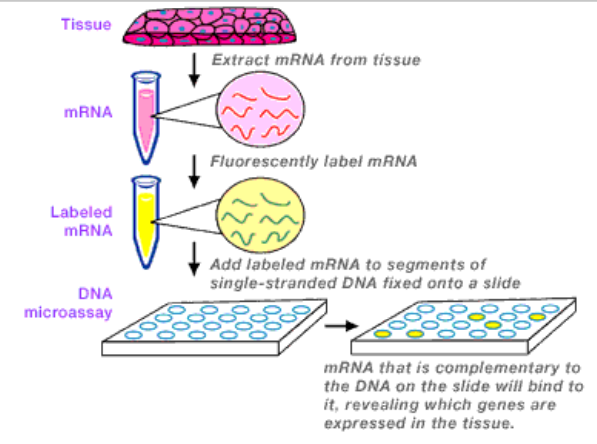 Tissue
Extract mRNA from tissue
mRNA
Fluorescently label mRNA
Labeled
mRNA
Add labeled mRNA to segments of
single-stranded DNA fixed onto a slide
DNA
microassay
mRNA that is complementary to
the DNA on the slide will bind to
it, revealing which genes are
expressed in the tissue.